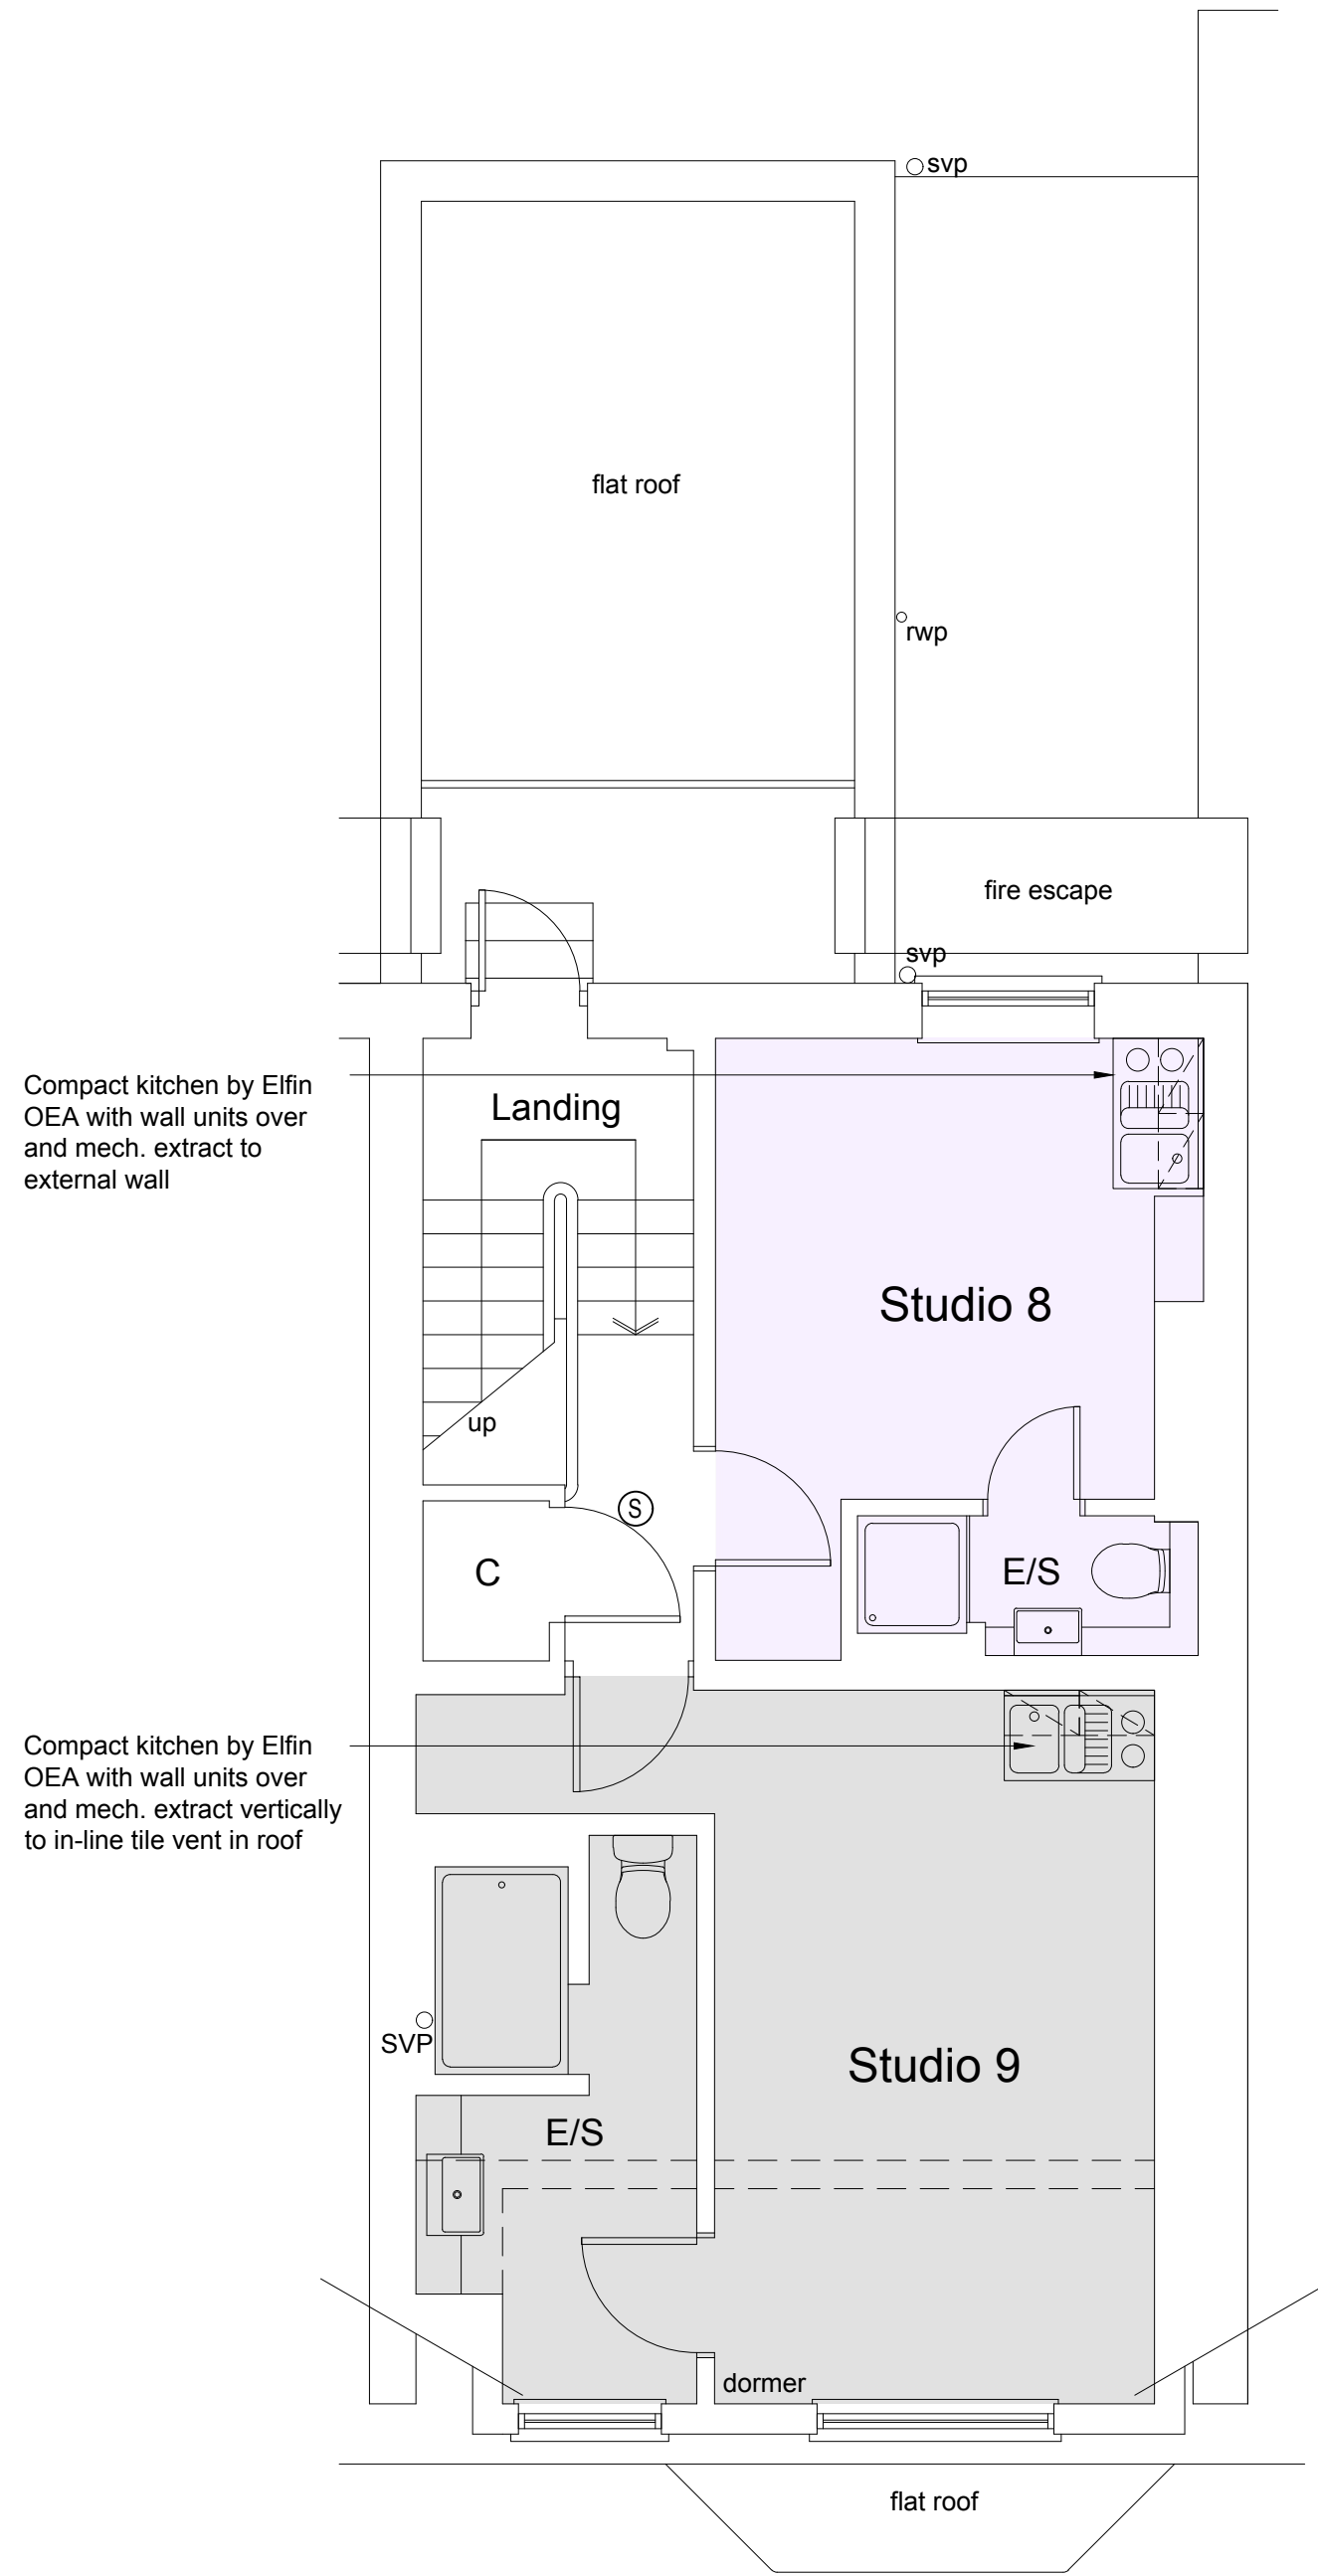 svp
flat roof
rwp
fire escape
svp
Compact kitchen by Elfin
OEA with wall units over
and mech. extract to
external wall
Landing
Studio 8
up
S
C
E/S
Compact kitchen by Elfin
OEA with wall units over
and mech. extract vertically
to in-line tile vent in roof
SVP
Studio 9
E/S
dormer
flat roof